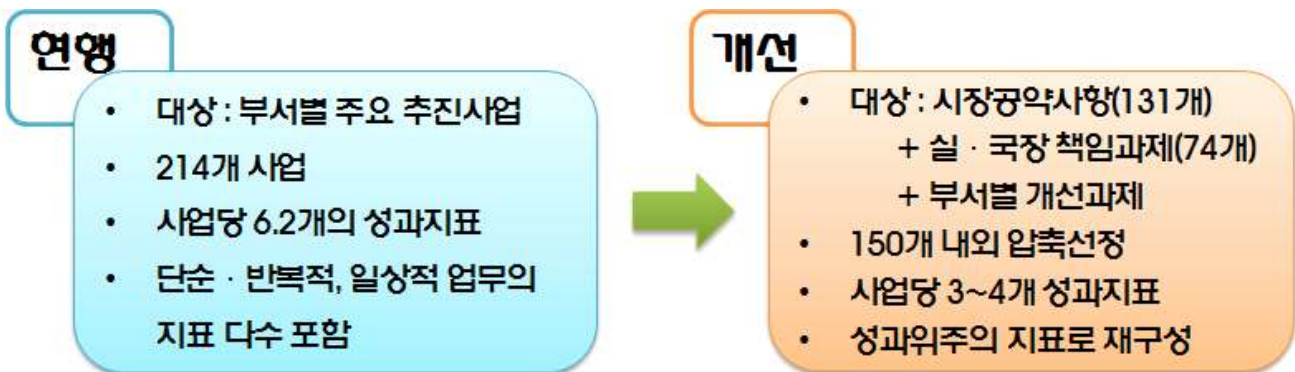 현행
• 대상 : 부서별 주요 추진사업
• 214개 사업
• 사업당 6.2개의 성과지표
• 단순 · 반복적, 일상적 업무의
지표 다수 포함
개선
• 대상 : 시장공약사항(131개)
+ 실 · 국장 책임과제(74개)
+ 부서별 개선과제
• 150개 내외 압축선정
• 사업당 3~4개 성과지표
• 성과위주의 지표로 재구성